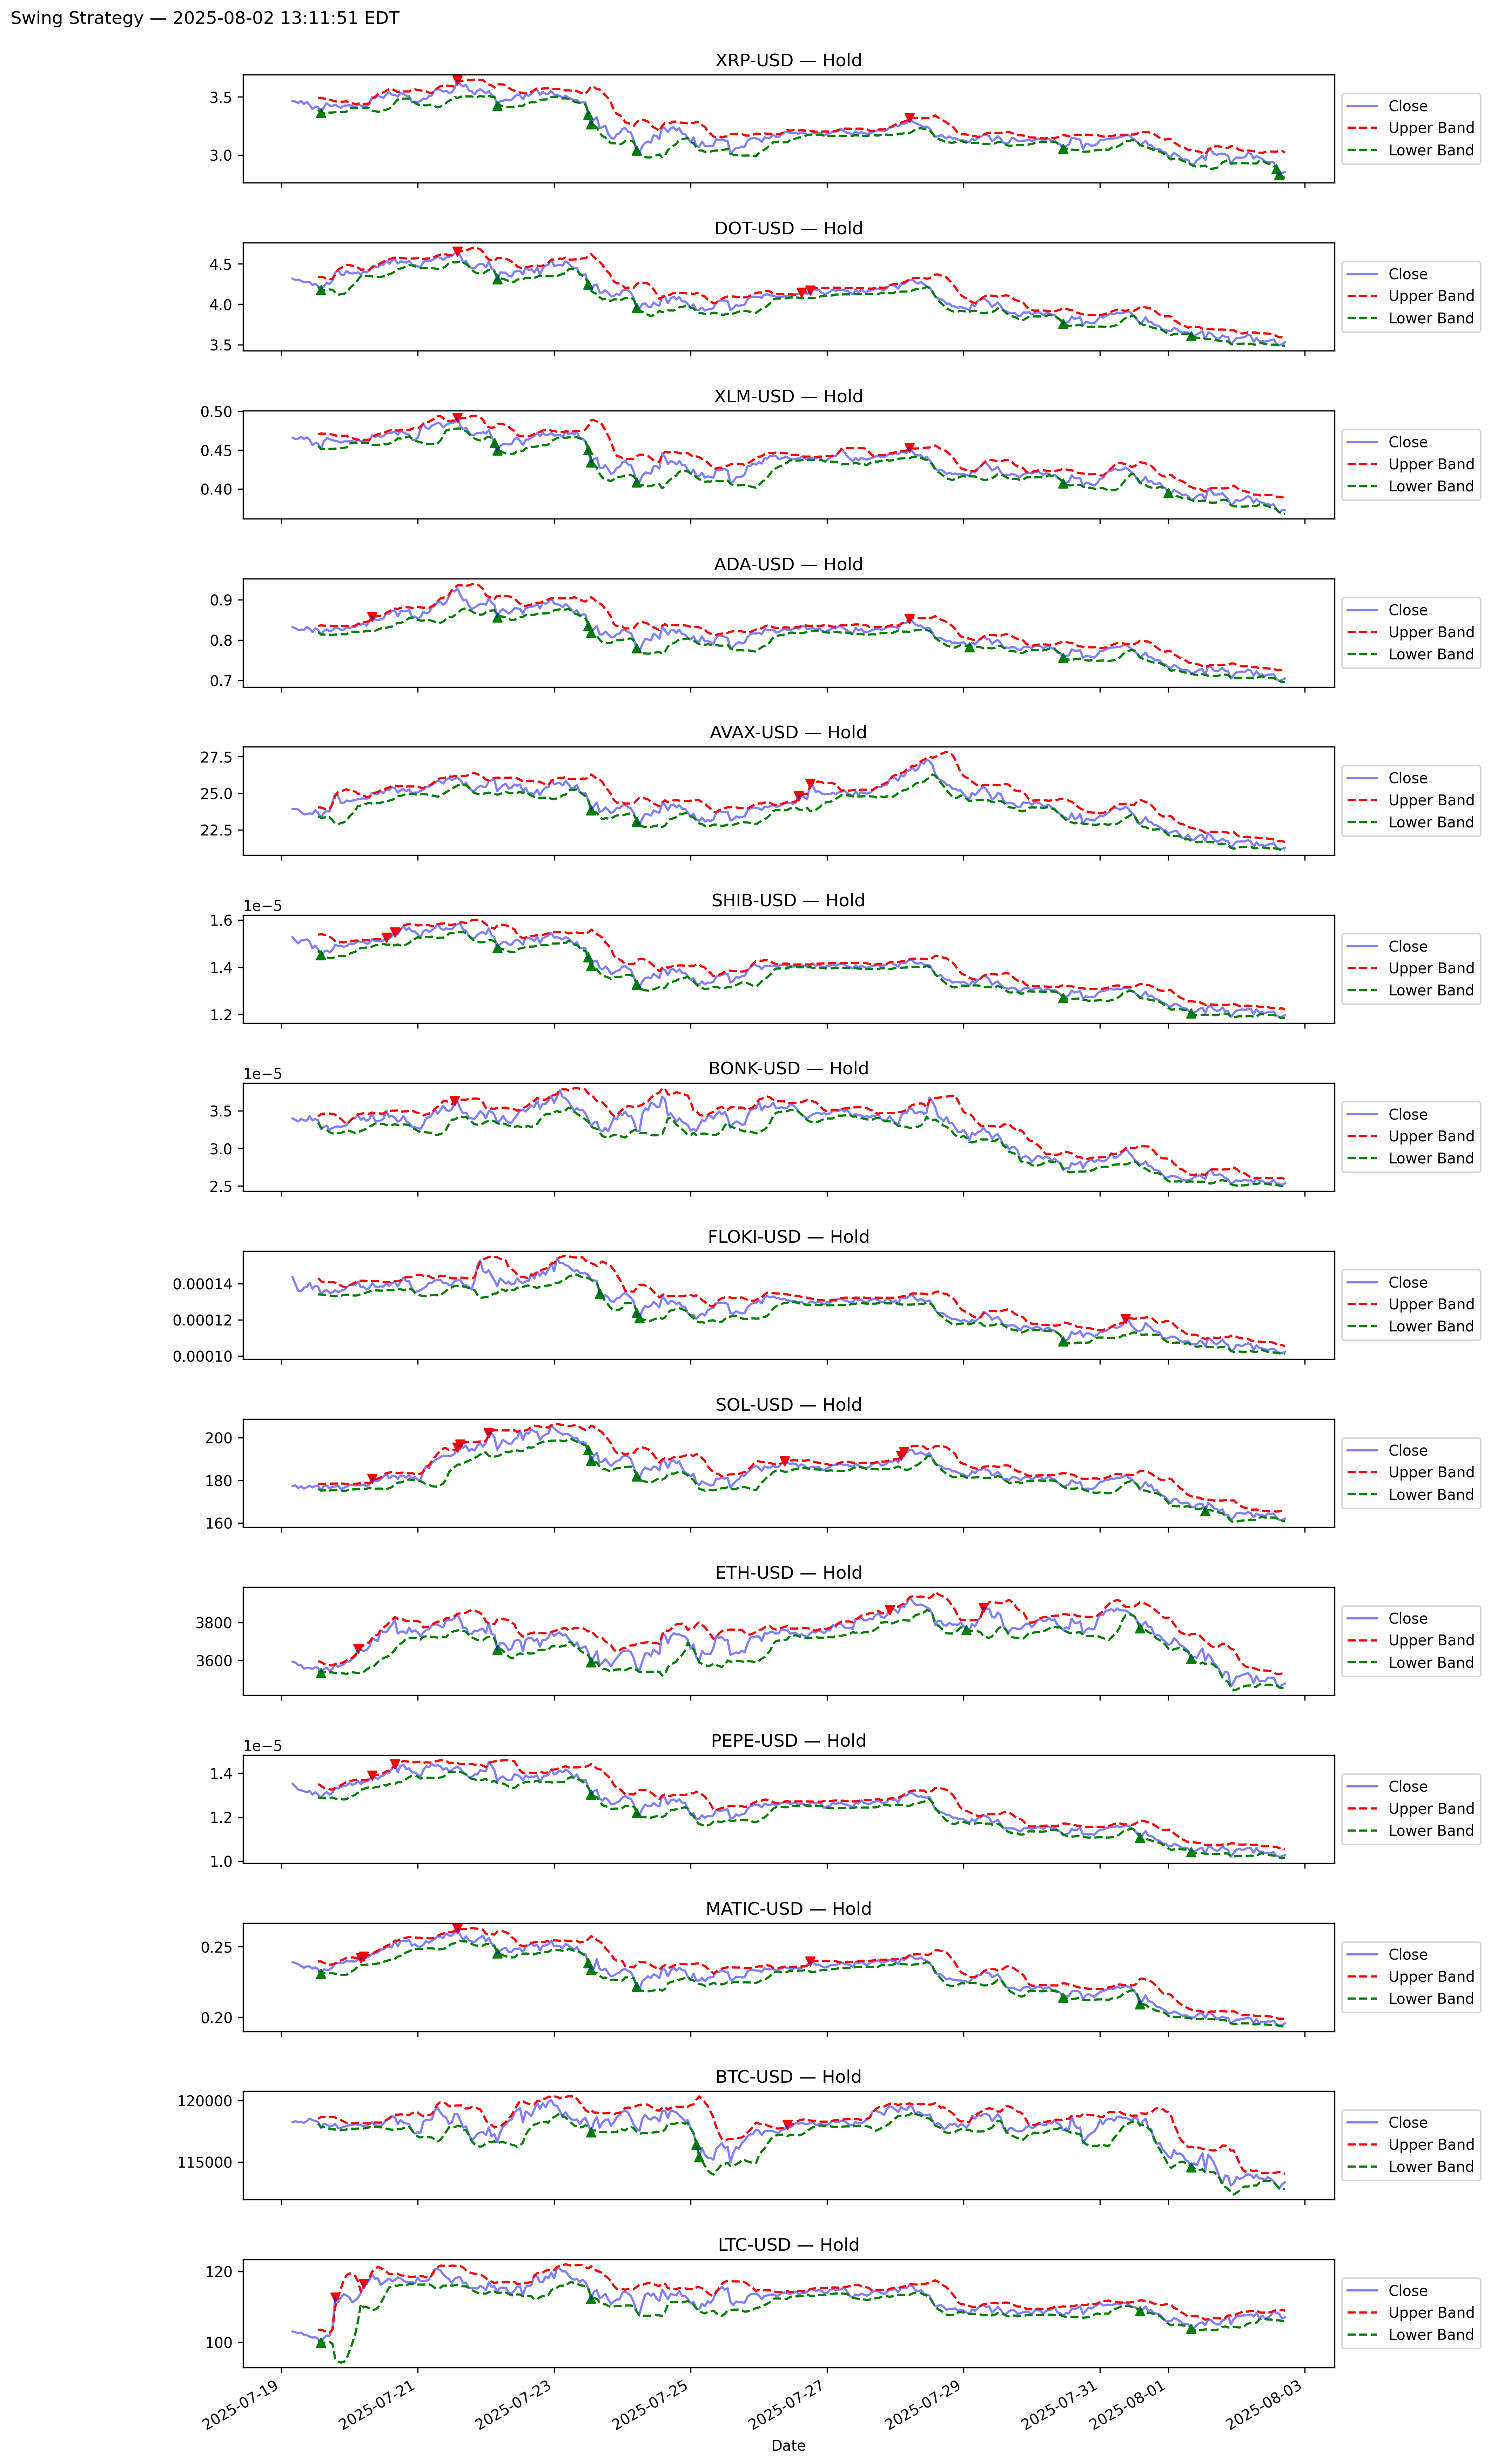 Swing Strategy — 2025-08-02 13:11:51 EDT
XRP-USD — Hold
3.5
3.0
Close
Upper Band
Lower Band
DOT-USD — Hold
4.5
4.0
3.5
Close
Upper Band
Lower Band
XLM-USD — Hold
0.50
0.45
0.40
Close
Upper Band
Lower Band
ADA-USD — Hold
0.9
0.8
0.7
Close
Upper Band
Lower Band
AVAX-USD — Hold
27.5
25.0
22.5
Close
Upper Band
Lower Band
SHIB-USD — Hold
1e−5
1.6
1.4
1.2
Close
Upper Band
Lower Band
BONK-USD — Hold
1e−5
3.5
3.0
2.5
Close
Upper Band
Lower Band
FLOKI-USD — Hold
0.00014
0.00012
0.00010
Close
Upper Band
Lower Band
SOL-USD — Hold
200
180
160
Close
Upper Band
Lower Band
ETH-USD — Hold
3800
3600
Close
Upper Band
Lower Band
PEPE-USD — Hold
1e−5
1.4
1.2
1.0
Close
Upper Band
Lower Band
MATIC-USD — Hold
0.25
0.20
Close
Upper Band
Lower Band
BTC-USD — Hold
120000
115000
Close
Upper Band
Lower Band
LTC-USD — Hold
120
100
Close
Upper Band
Lower Band
2025-07-19
2025-07-21
2025-07-23
2025-07-25
2025-07-27
2025-07-29
2025-07-31
2025-08-01
2025-08-03
Date